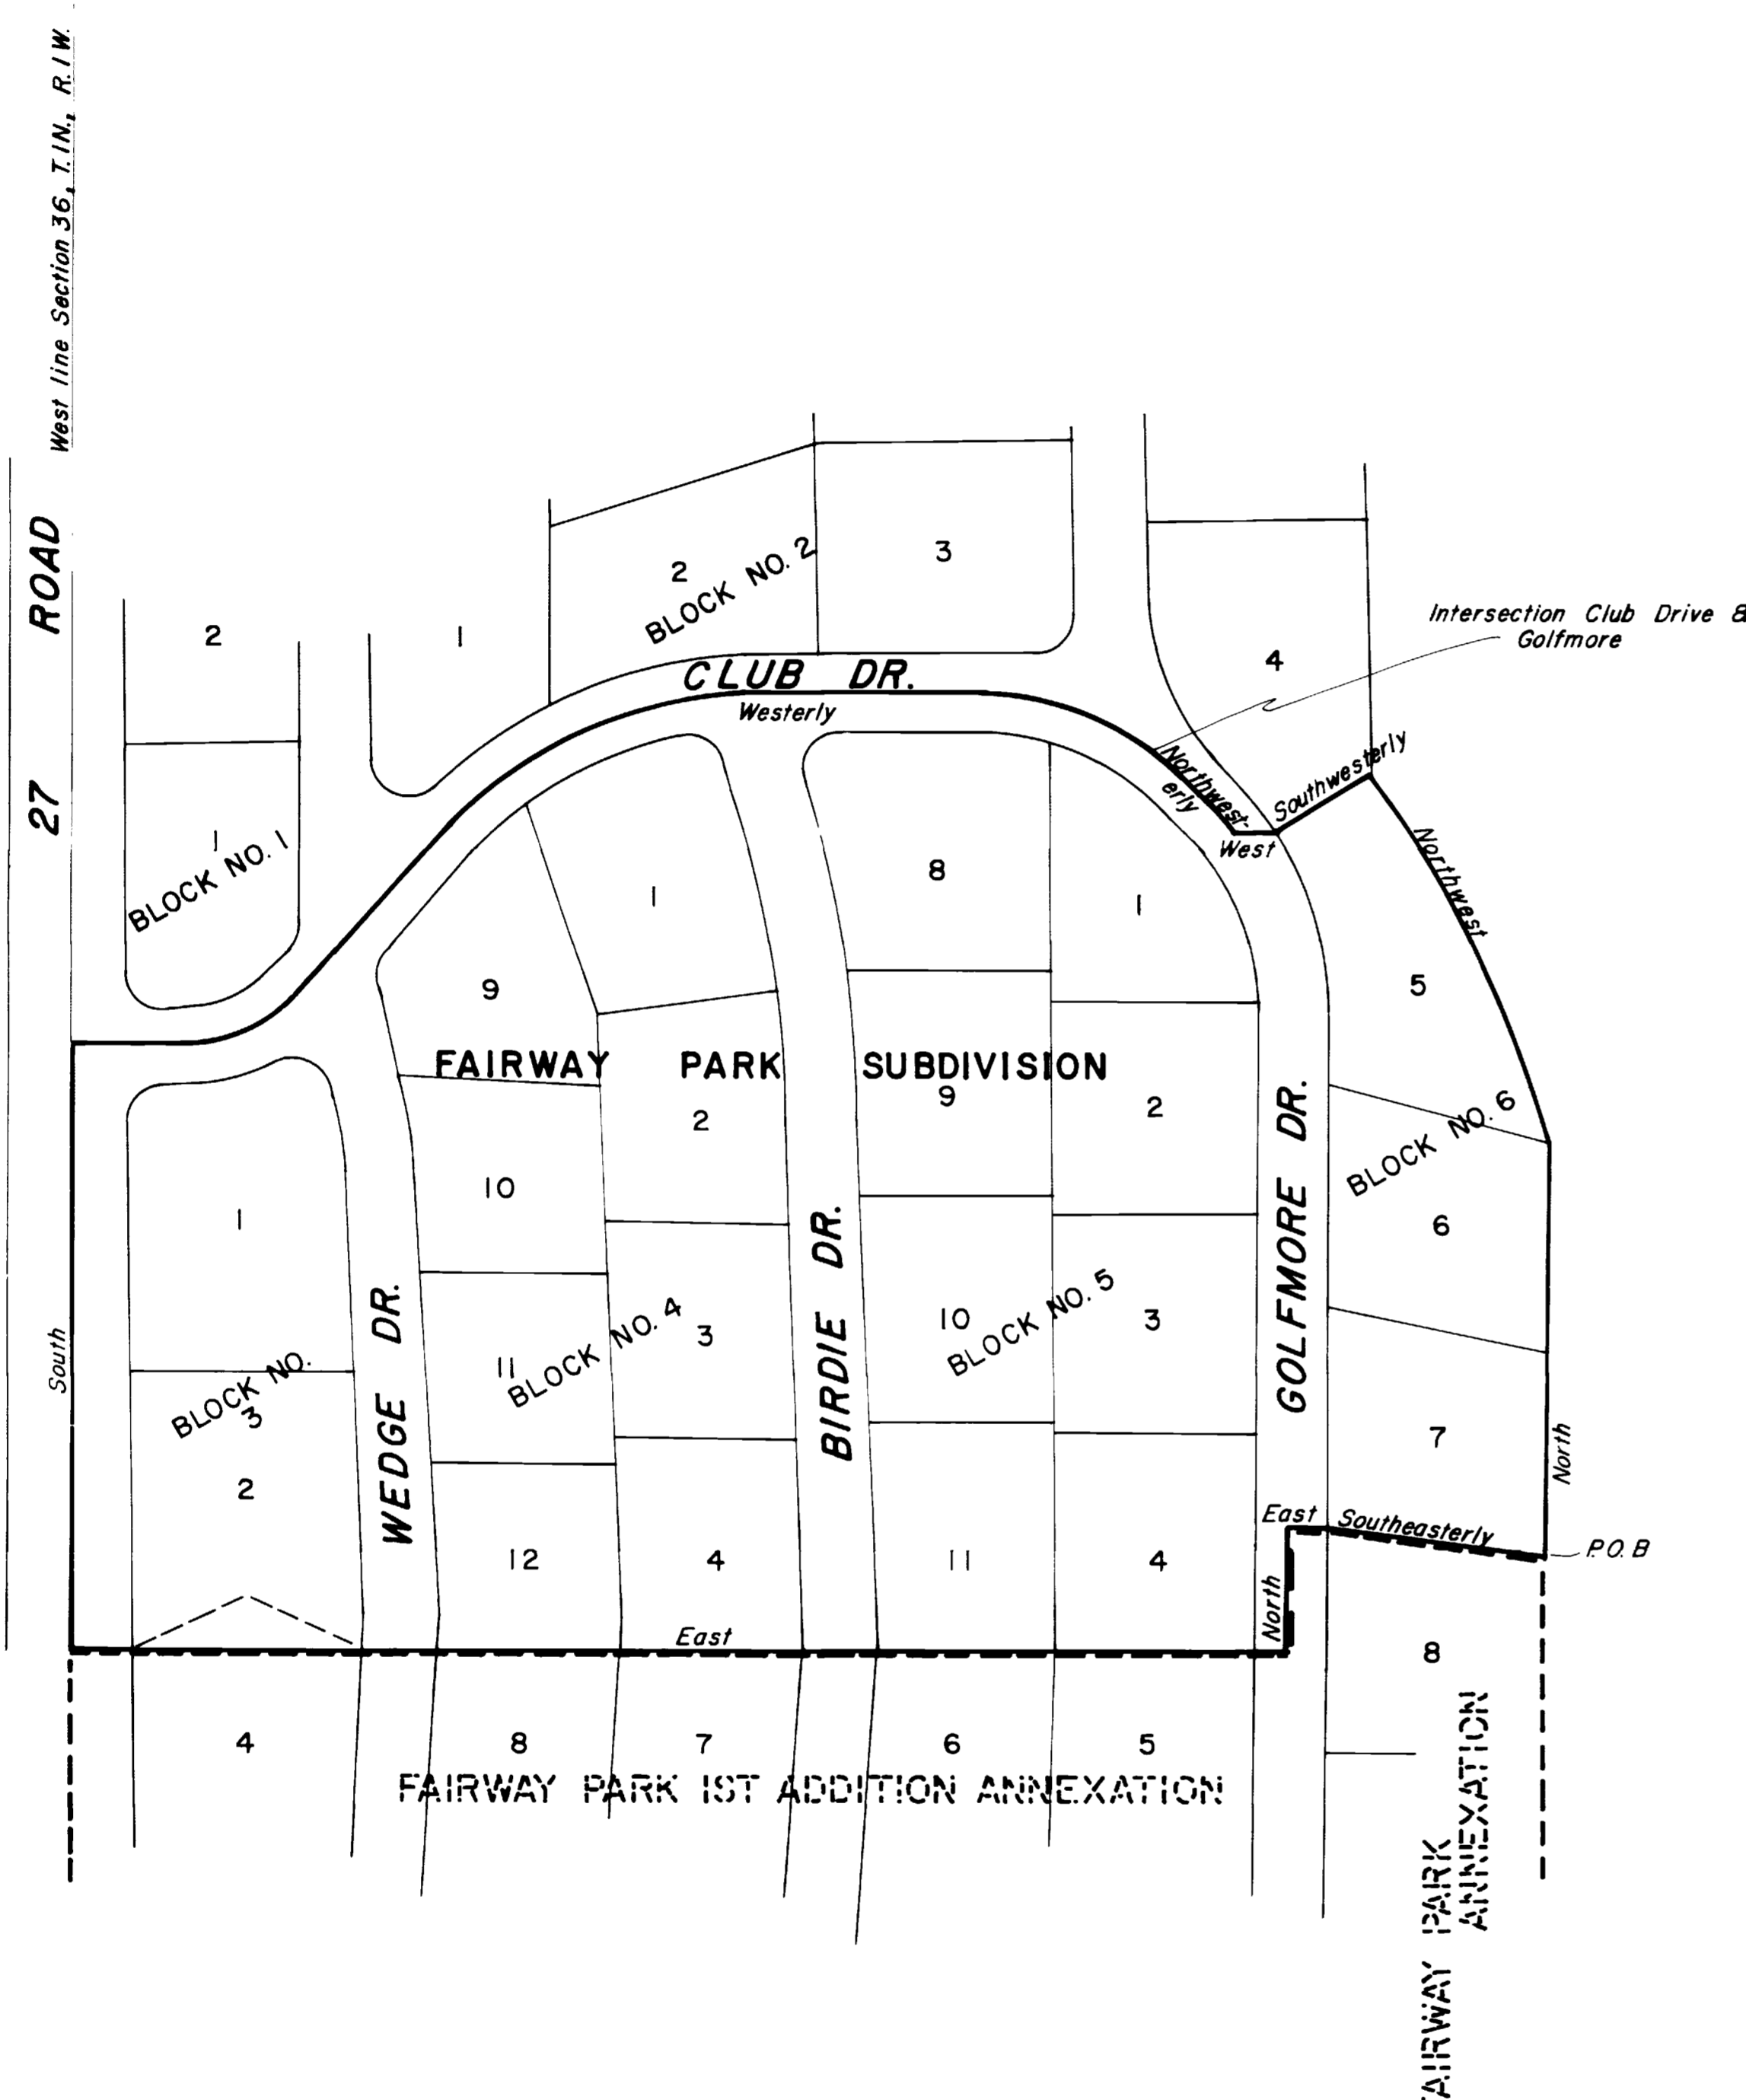 West line Section 36, T.1N., R.1W.
27 ROAD
2
3
BLOCK NO. 2
Intersection Club Drive &
Golfmore
2
1
4
CLUB DR.
Westerly
Northwest-
erly
Southwesterly
West
Northwest
1
BLOCK NO. 1
8
1
1
9
5
FAIRWAY PARK SUBDIVISION
9
2
2
BLOCK NO. 6
10
1
6
GOLFMORE DR.
BIRDIE DR.
WEDGE DR.
South
11
BLOCK NO. 4
3
10
BLOCK NO. 5
3
BLOCK NO.
3
2
7
North
East
Southeasterly
P.O.B
12
4
11
4
North
East
8
4
8
7
6
5
FAIRWAY PARK 1ST ADDITION ANNEXATION
AIRWAY PARK
ANNEXATION